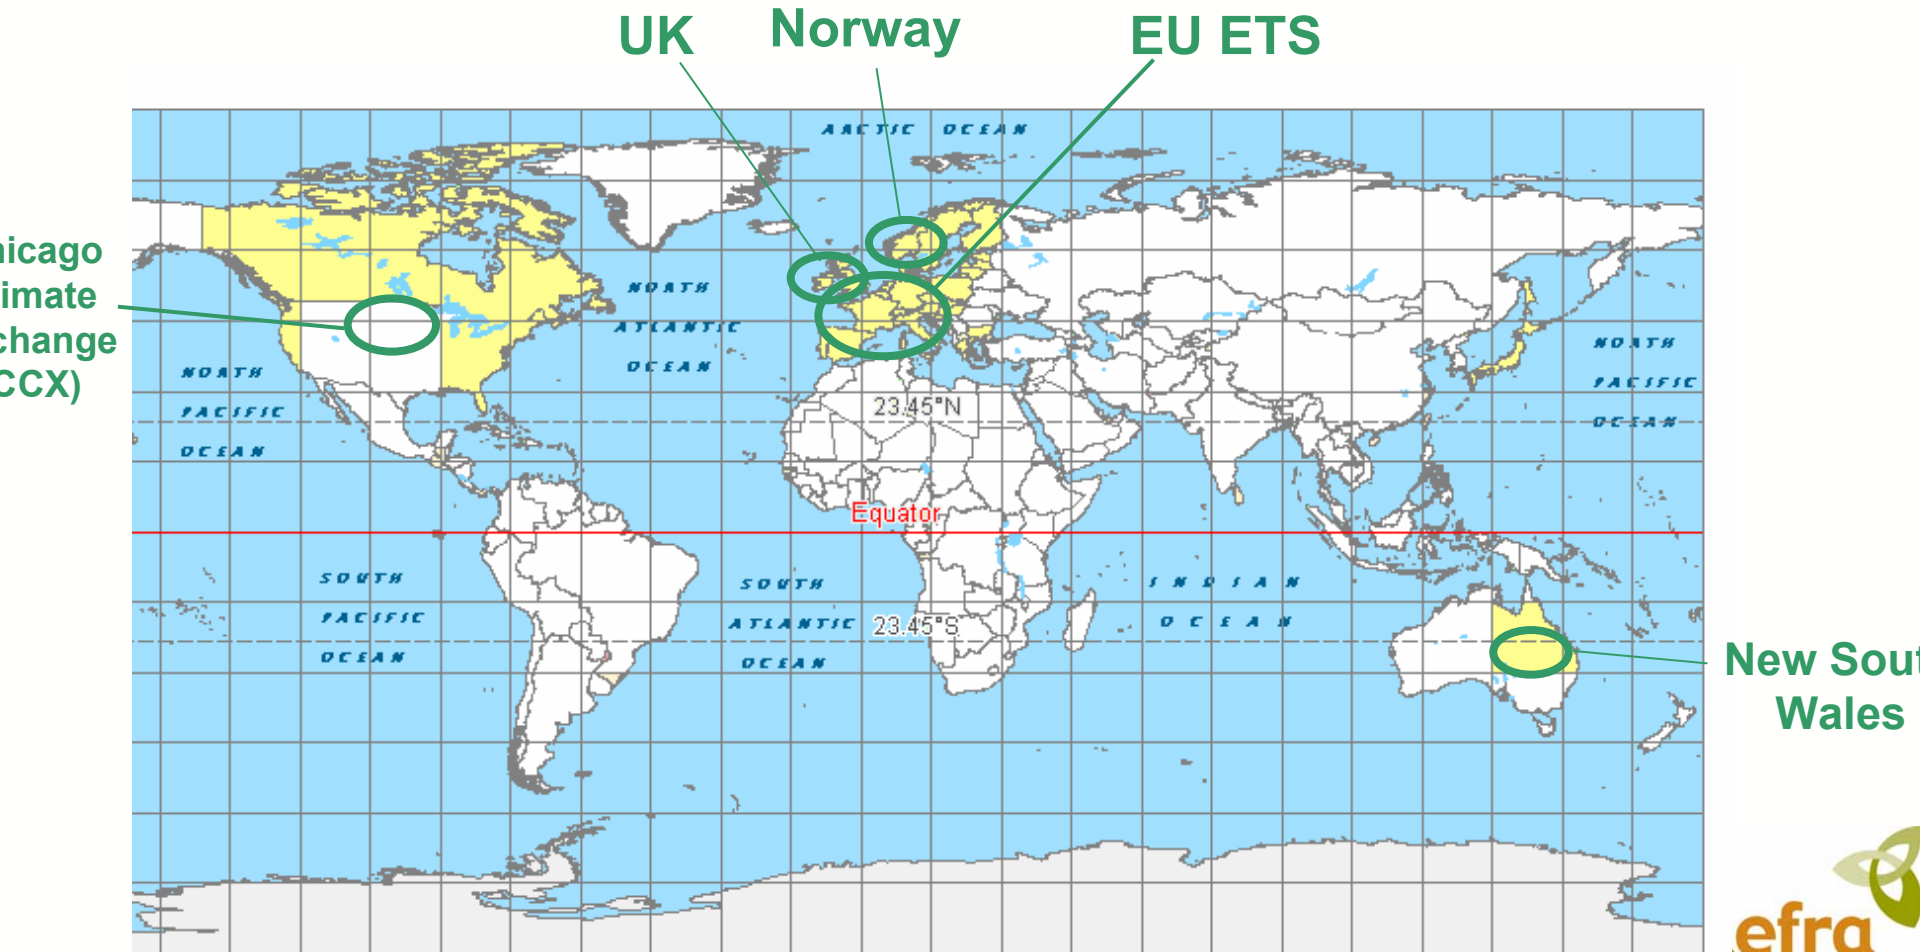 UK
Norway
EU ETS
ARCTIC OCEAN
hicago
imate
change
CCX)
NORTH
ATLANTIC
OCEAN
NORTH
PACIFIC
OCEAN
NORTH
PACIFIC
OCEAN
23.45°N
Equator
SOUTH
PACIFIC
OCEAN
SOUTH
ATLANTIC
OCEAN
23.45°S
INDIAN
OCEAN
New Sout
Wales
efra